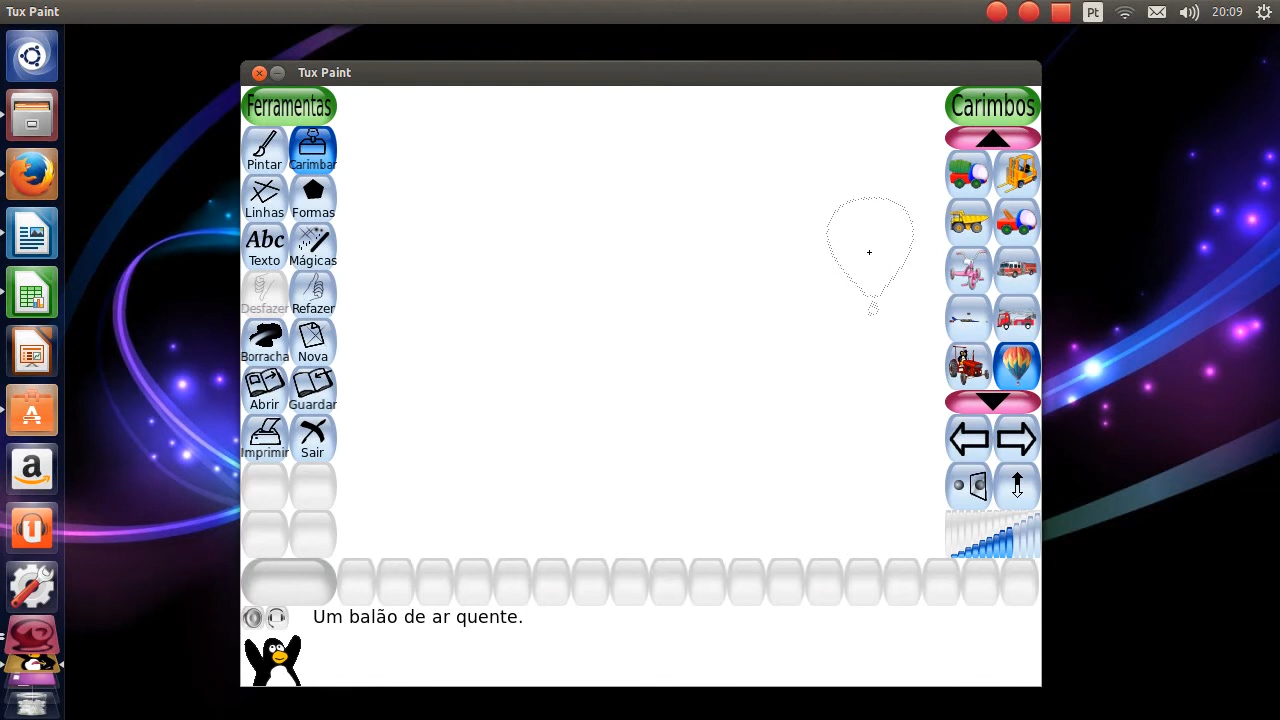 Tux Paint
Pt
20:09
Tux Paint
Ferramentas
Carimbos
Pintar
Carimbar
Linhas
Formas
Abc
Texto
Mágicas
Desfazer
Refazer
Borracha
Nova
Abrir
Guardar
Imprimir
Sair
Um balão de ar quente.